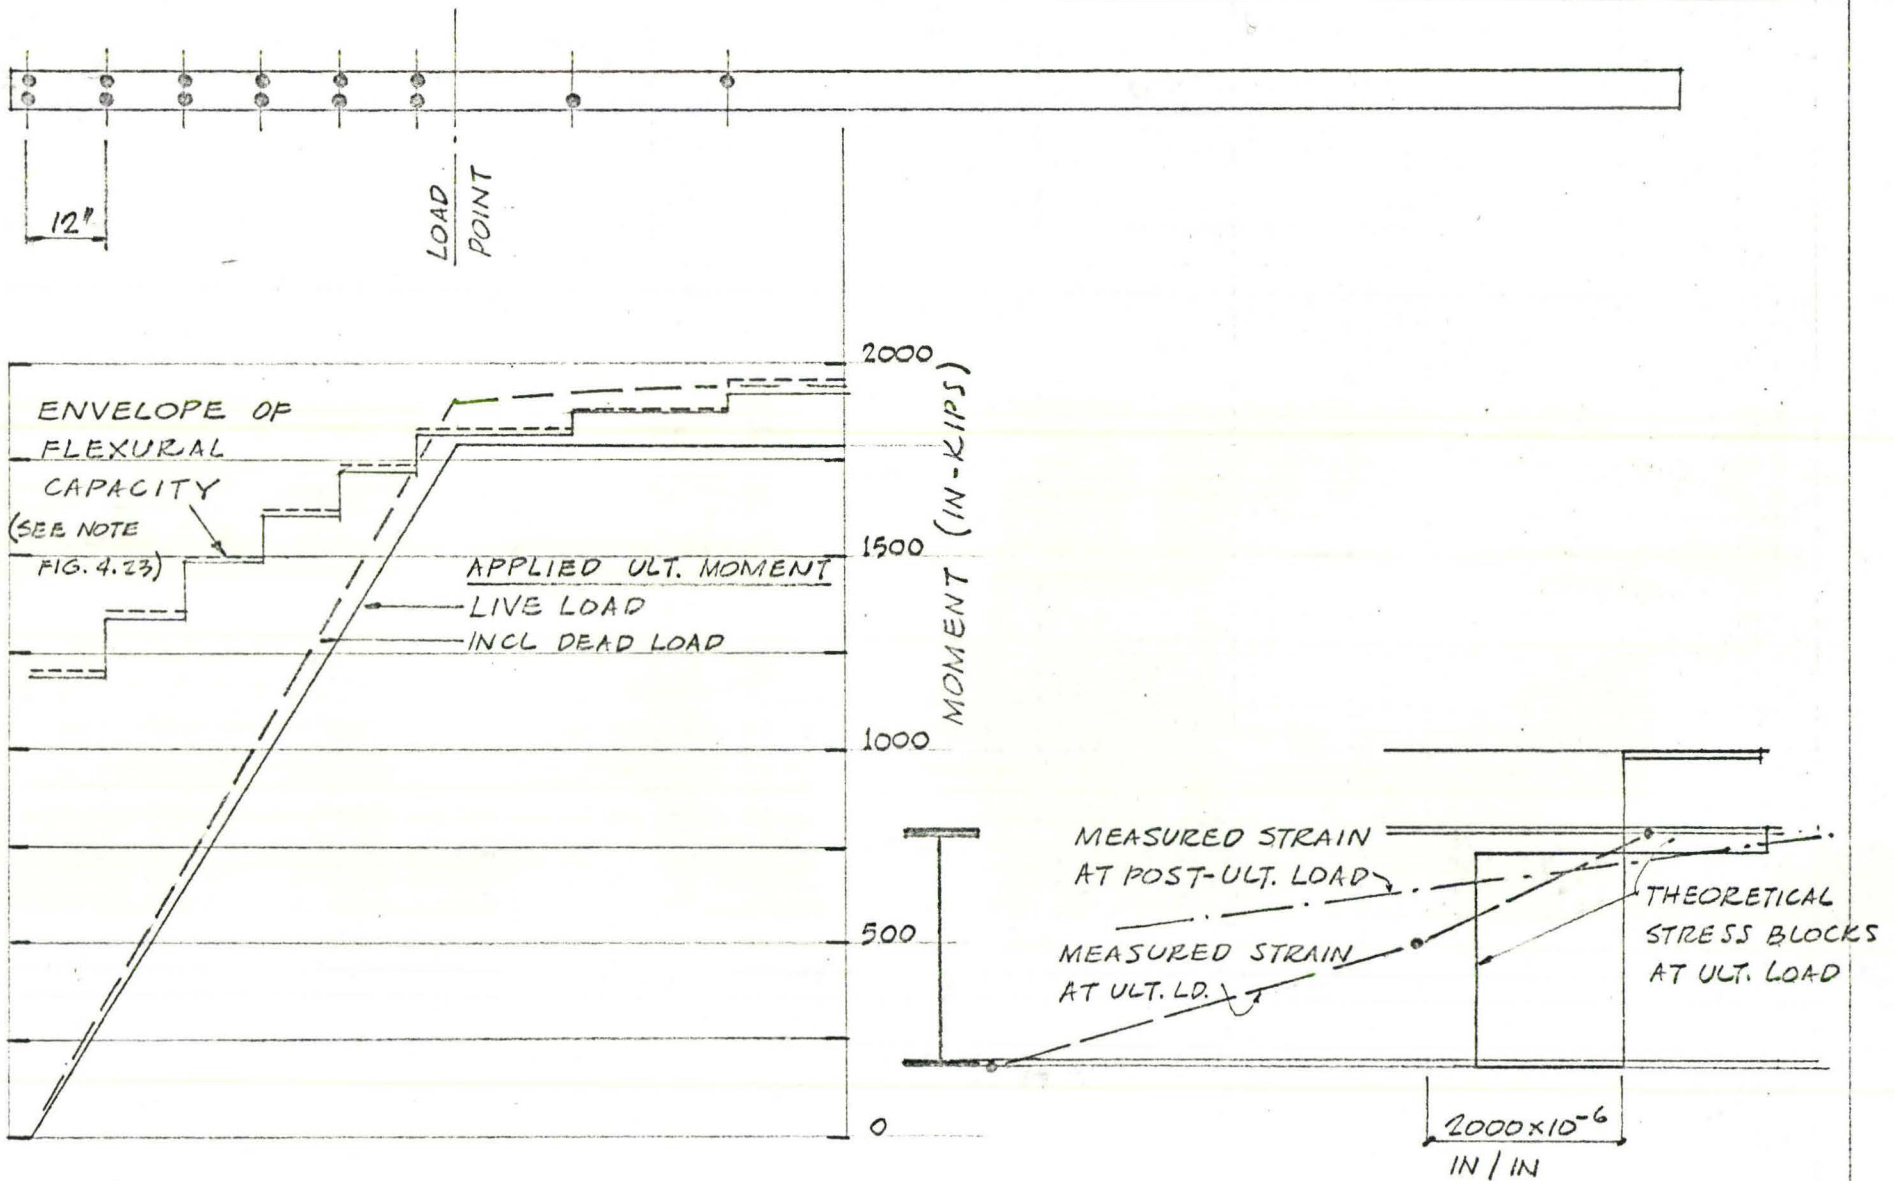 12"
LOAD
POINT
2000
ENVELOPE OF
FLEXURAL
CAPACITY
(SEE NOTE
FIG. 4.23)
1500
APPLIED ULT. MOMENT
LIVE LOAD
INCL DEAD LOAD
MOMENT (IN-KIPS)
1000
500
0
MEASURED STRAIN
AT POST-ULT. LOAD
MEASURED STRAIN
AT ULT. LD.
THEORETICAL
STRESS BLOCKS
AT ULT. LOAD
2000×10⁻⁶
IN/IN